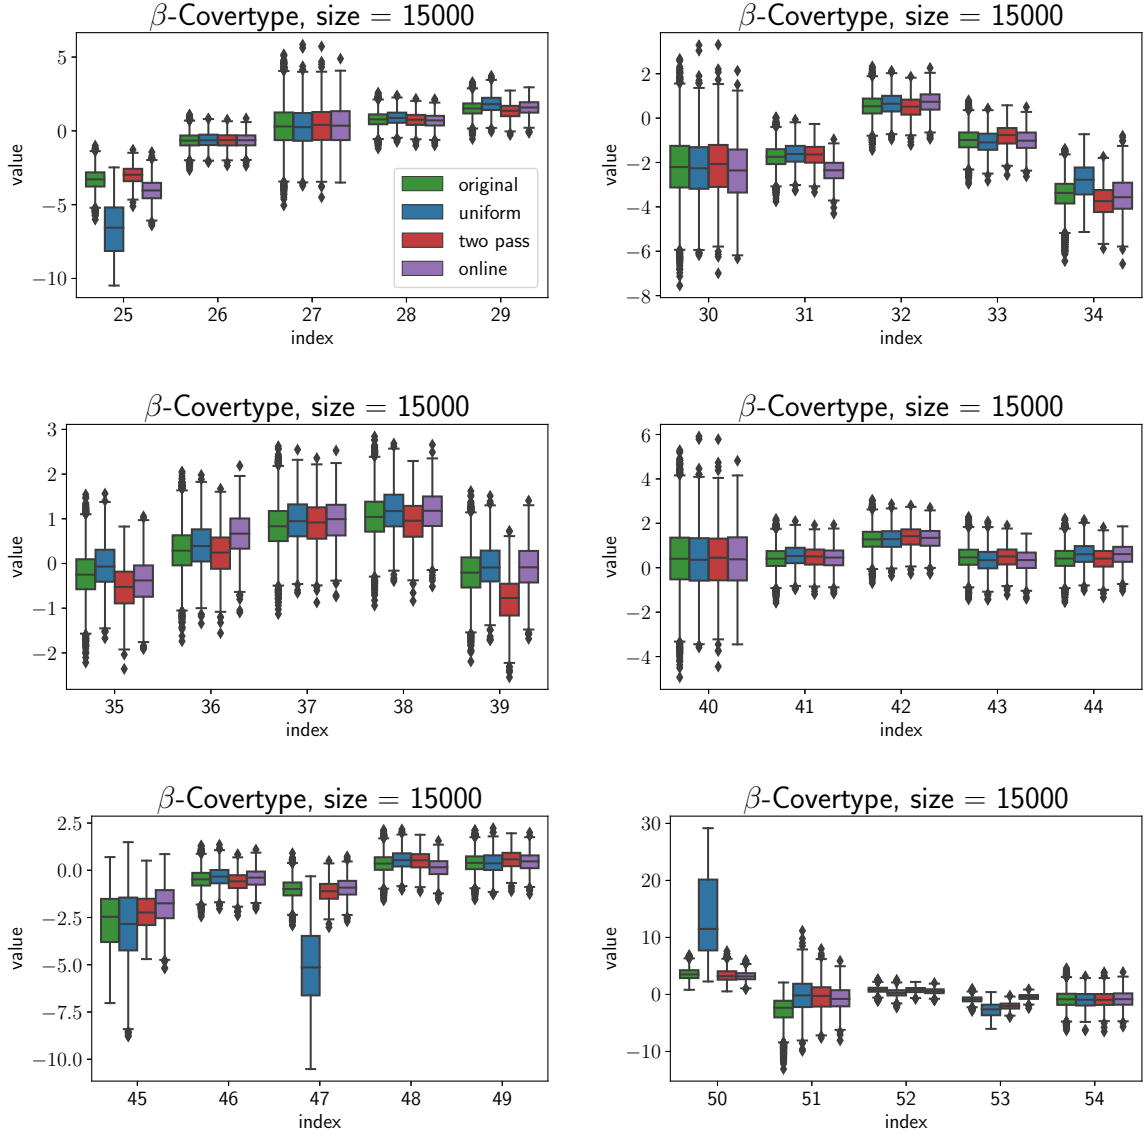 β-Covertype, size = 15000
5
0
−5
−10
value
original
uniform
two pass
online
25 26 27 28 29
index
β-Covertype, size = 15000
2
0
−2
−4
−6
−8
value
30 31 32 33 34
index
β-Covertype, size = 15000
3
2
1
0
−1
−2
value
35 36 37 38 39
index
β-Covertype, size = 15000
6
4
2
0
−2
−4
value
40 41 42 43 44
index
β-Covertype, size = 15000
2.5
0.0
−2.5
−5.0
−7.5
−10.0
value
45 46 47 48 49
index
β-Covertype, size = 15000
30
20
10
0
−10
value
50 51 52 53 54
index